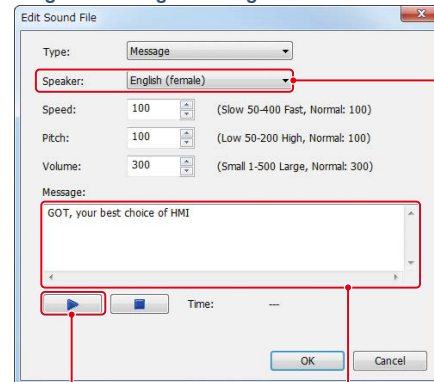 Edit Sound File
Type: Message
Speaker: English (female)
Speed: 100 (Slow 50-400 Fast, Normal: 100)
Pitch: 100 (Low 50-200 High, Normal: 100)
Volume: 300 (Small 1-500 Large, Normal: 300)
Message:
GOT, your best choice of HMI
Time: ---
OK Cancel